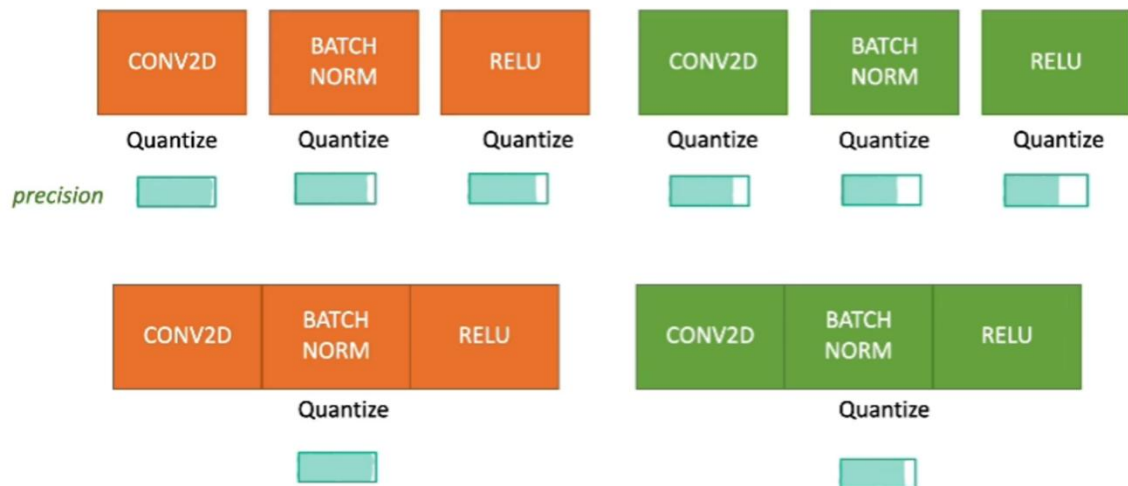 CONV2D
BATCH
NORM
RELU
CONV2D
BATCH
NORM
RELU
Quantize
Quantize
Quantize
Quantize
Quantize
Quantize
precision
CONV2D
BATCH
NORM
RELU
CONV2D
BATCH
NORM
RELU
Quantize
Quantize